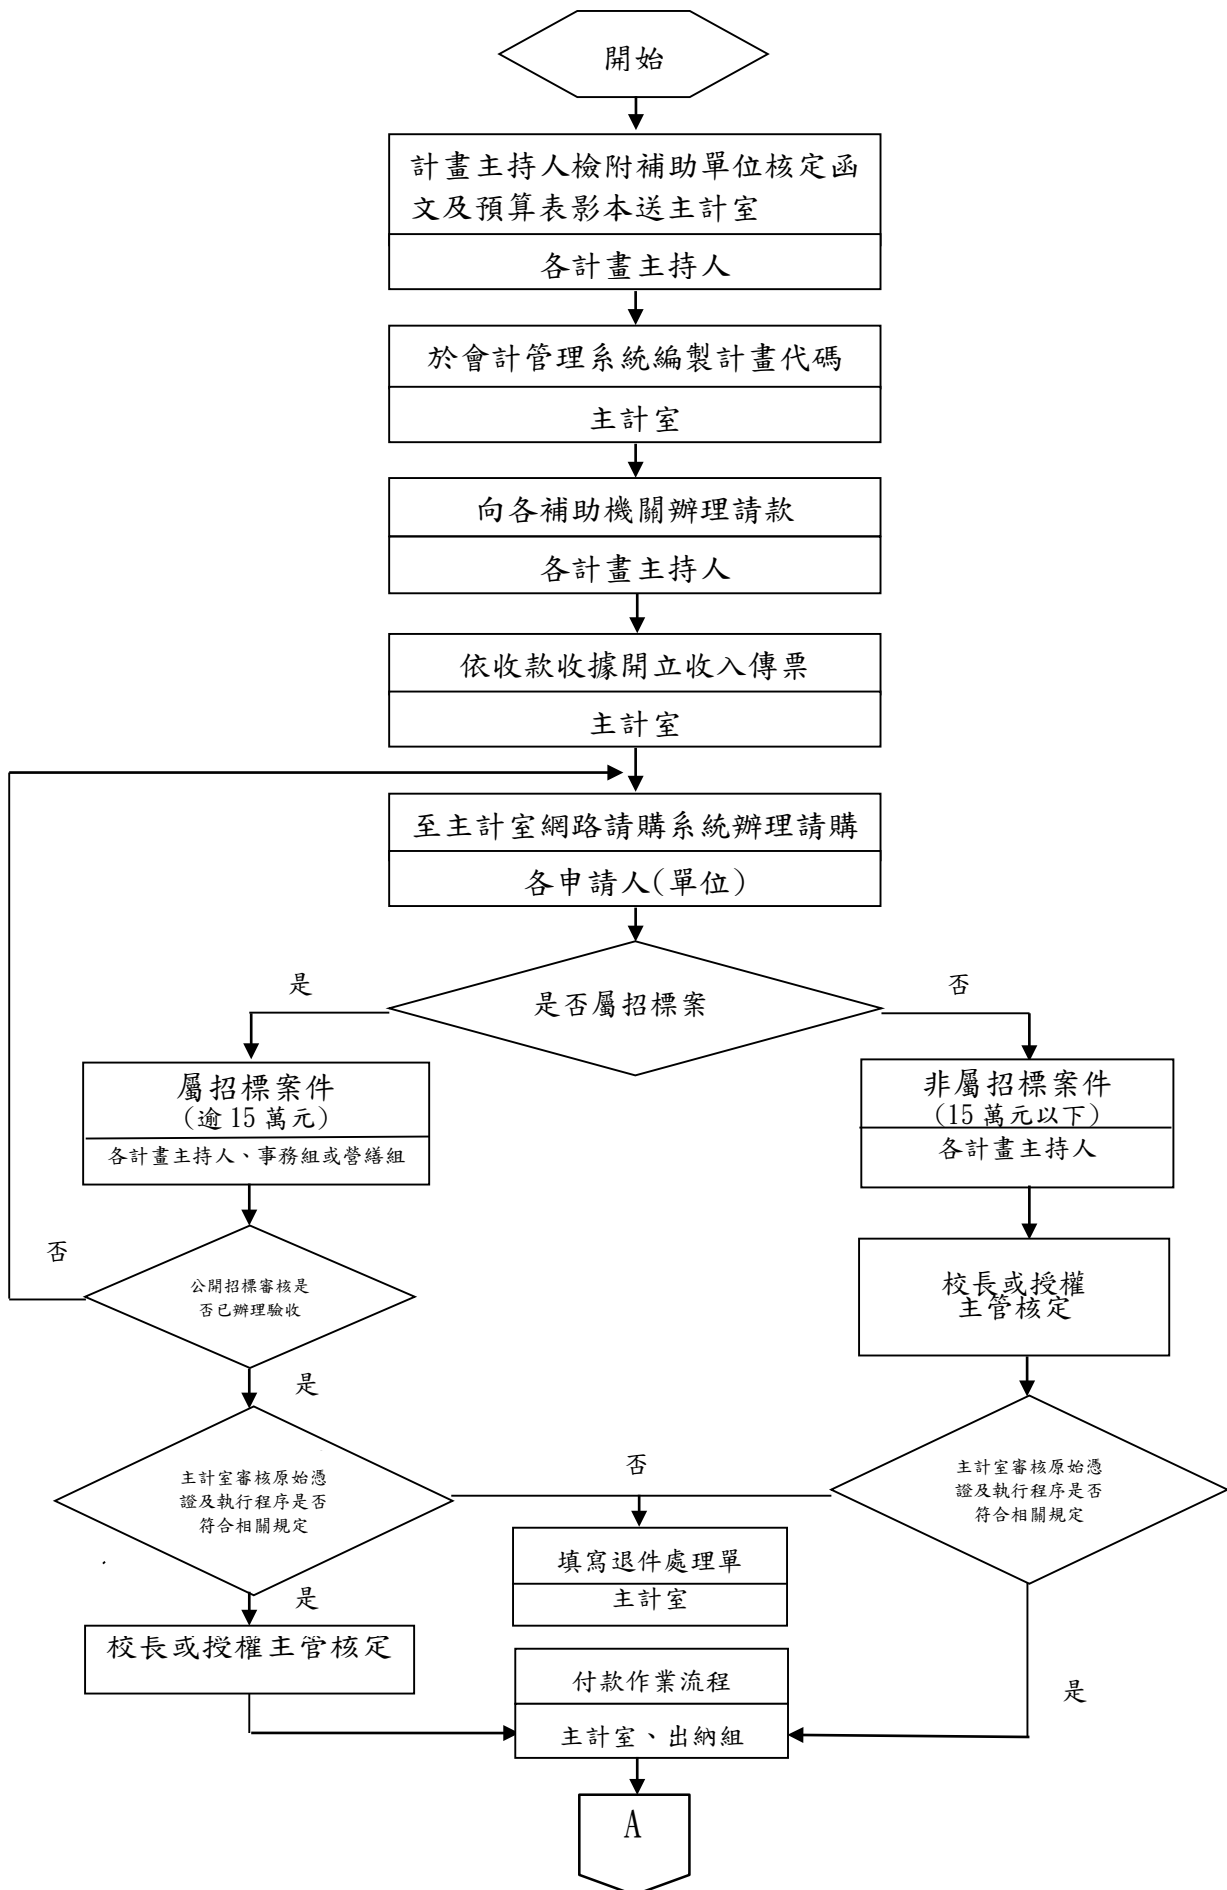 開始
計畫主持人檢附補助單位核定函
文及預算表影本送主計室
各計畫主持人
於會計管理系統編製計畫代碼
主計室
向各補助機關辦理請款
各計畫主持人
依收款收據開立收入傳票
主計室
至主計室網路請購系統辦理請購
各申請人(單位)
是否屬招標案
是
否
屬招標案件
(逾 15 萬元)
各計畫主持人、事務組或營繕組
非屬招標案件
(15 萬元以下)
各計畫主持人
否
公開招標審核是
否已辦理驗收
校長或授權
主管核定
是
主計室審核原始憑
證及執行程序是否
符合相關規定
否
主計室審核原始憑
證及執行程序是否
符合相關規定
填寫退件處理單
主計室
是
校長或授權主管核定
付款作業流程
主計室、出納組
是
A